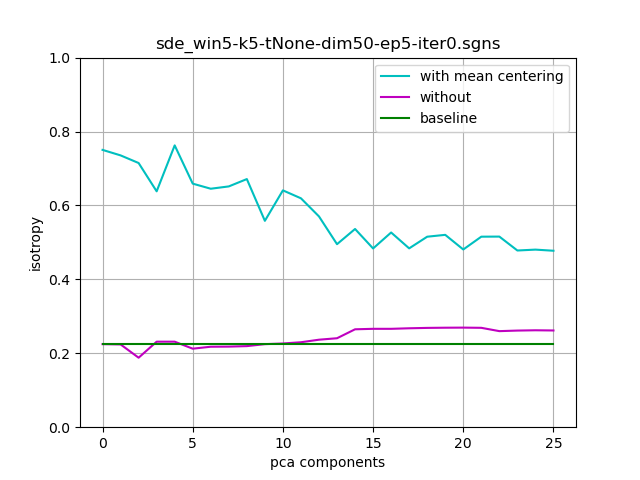 sde_win5-k5-tNone-dim50-ep5-iter0.sgns
with mean centering
without
baseline
1.0
0.8
0.6
0.4
0.2
0.0
isotropy
0 5 10 15 20 25
pca components